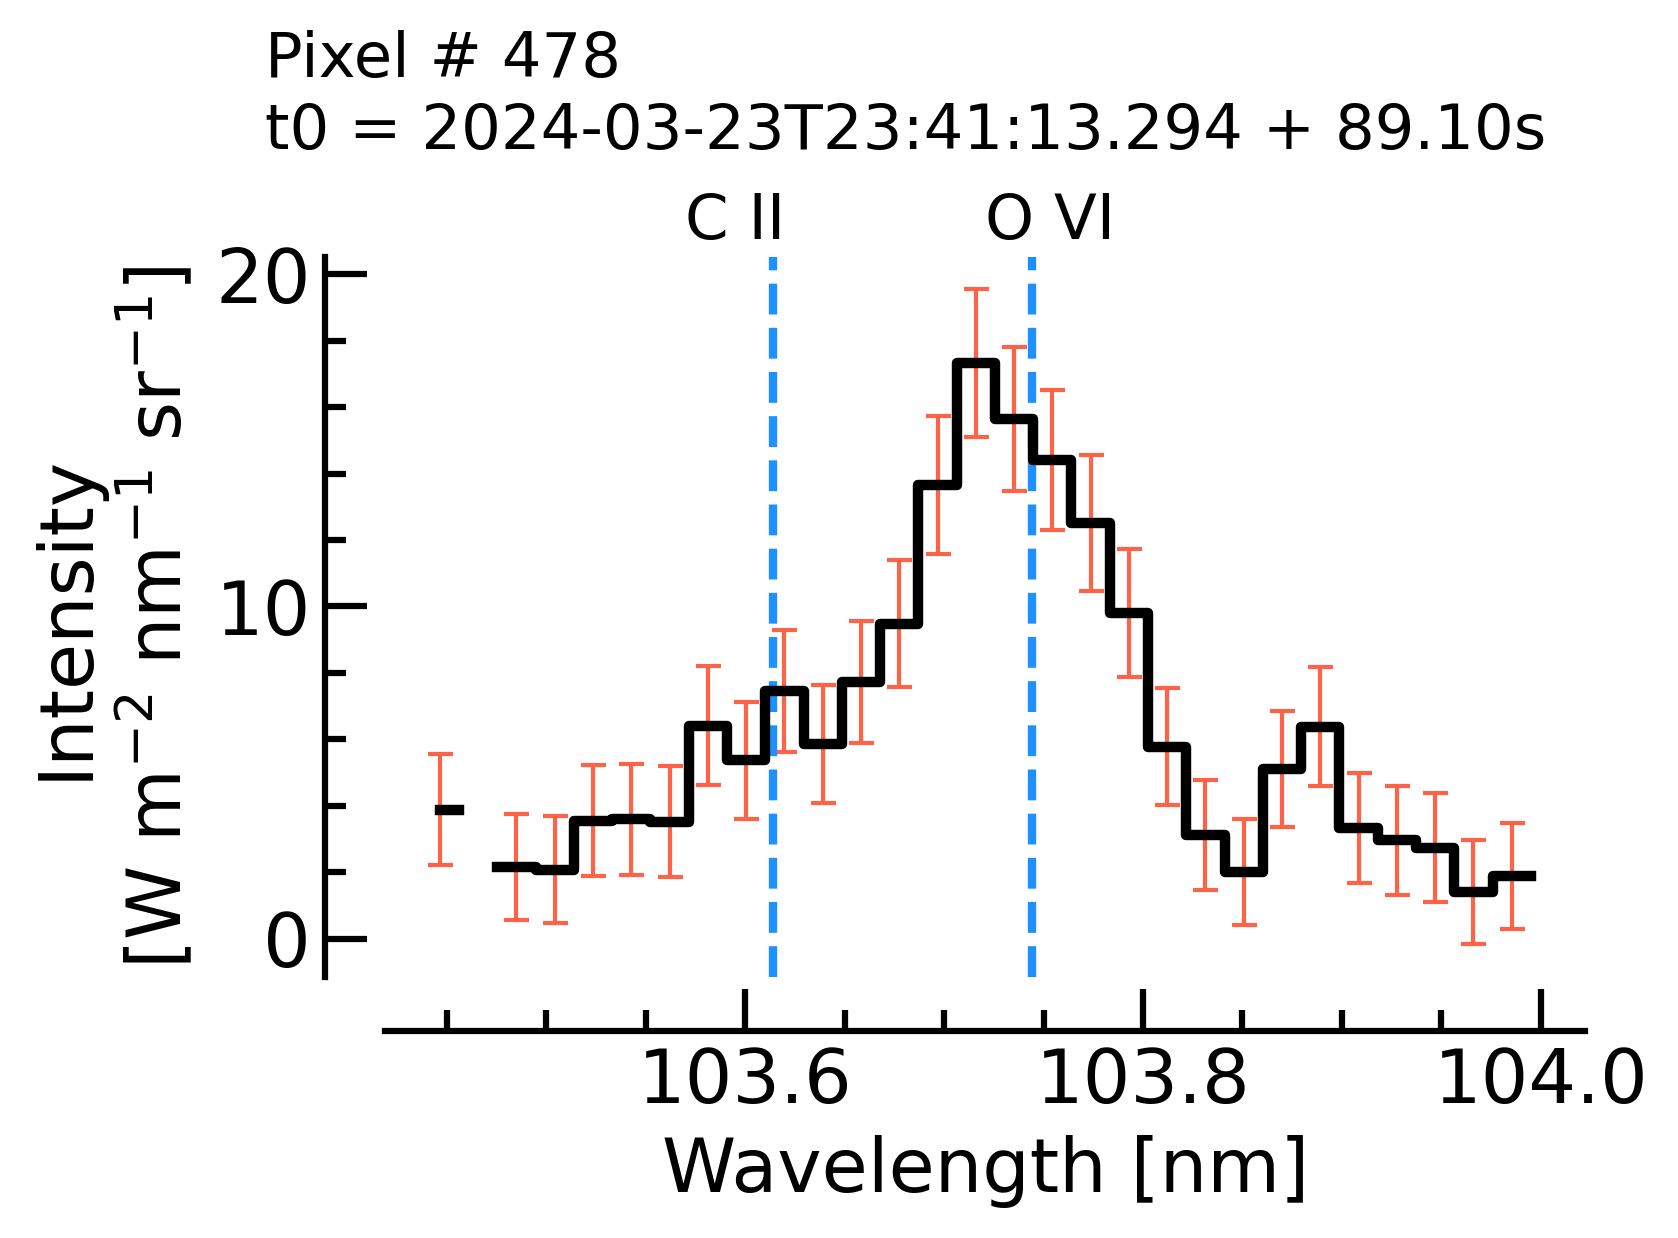 Pixel # 478
t0 = 2024-03-23T23:41:13.294 + 89.10s
C II
O VI
20
10
0
Intensity
[W m⁻² nm⁻¹ sr⁻¹]
103.6
103.8
104.0
Wavelength [nm]